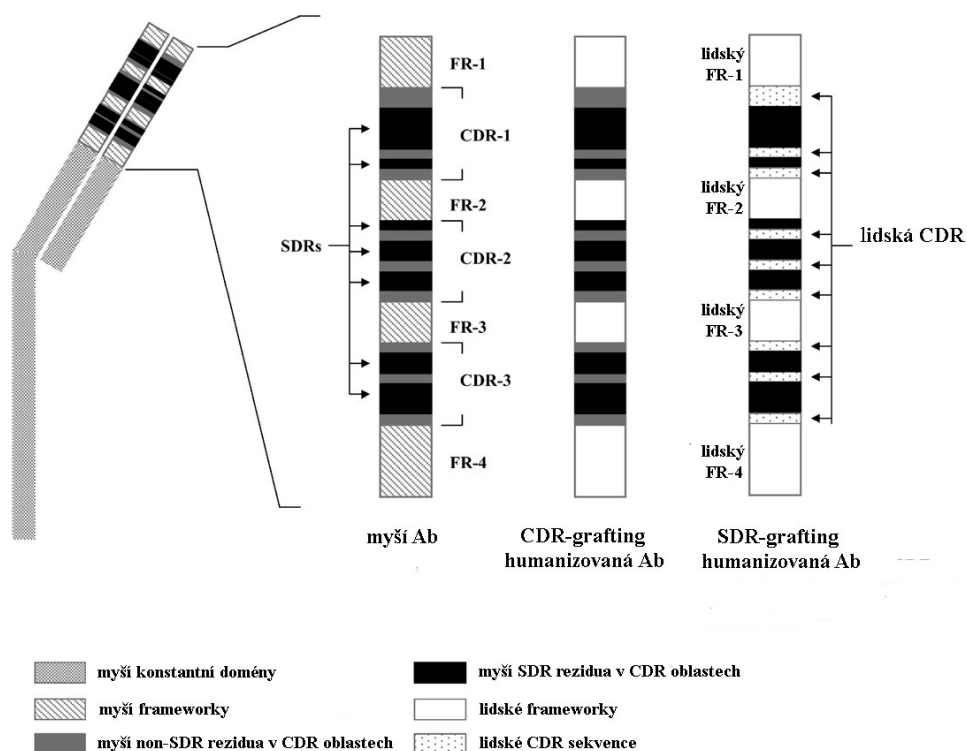 FR-1
CDR-1
FR-2
SDRs
CDR-2
FR-3
CDR-3
FR-4
lidský
FR-1
lidský
FR-2
lidská CDR
lidský
FR-3
lidský
FR-4
myší Ab
CDR-grafting
humanizovaná Ab
SDR-grafting
humanizovaná Ab
myší konstantní domény
myší SDR rezidua v CDR oblastech
myší frameworky
lidské frameworky
myší non-SDR rezidua v CDR oblastech
lidské CDR sekvence